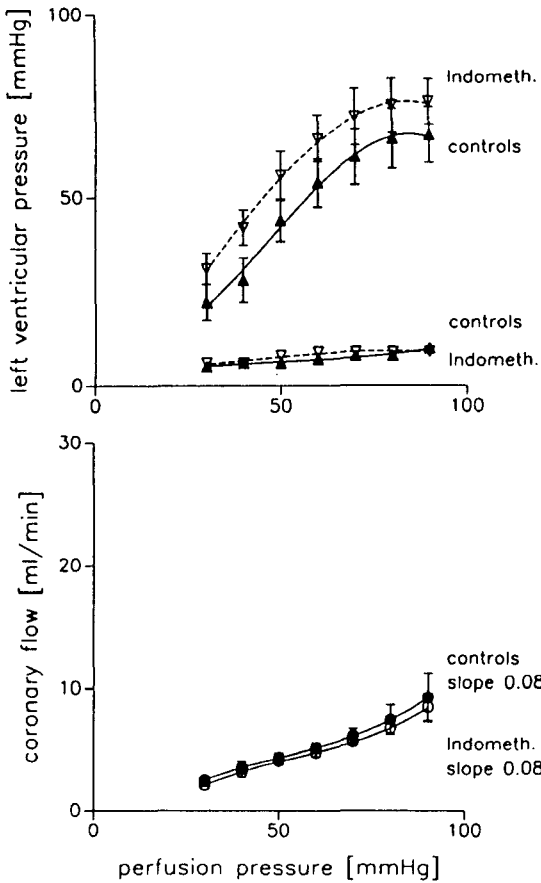 left ventricular pressure [mmHg]
100
50
0
Indometh.
controls
controls
Indometh.
0
50
100
coronary flow [ml/min]
30
20
10
0
controls
slope 0.08
Indometh.
slope 0.08
0
50
100
perfusion pressure [mmHg]